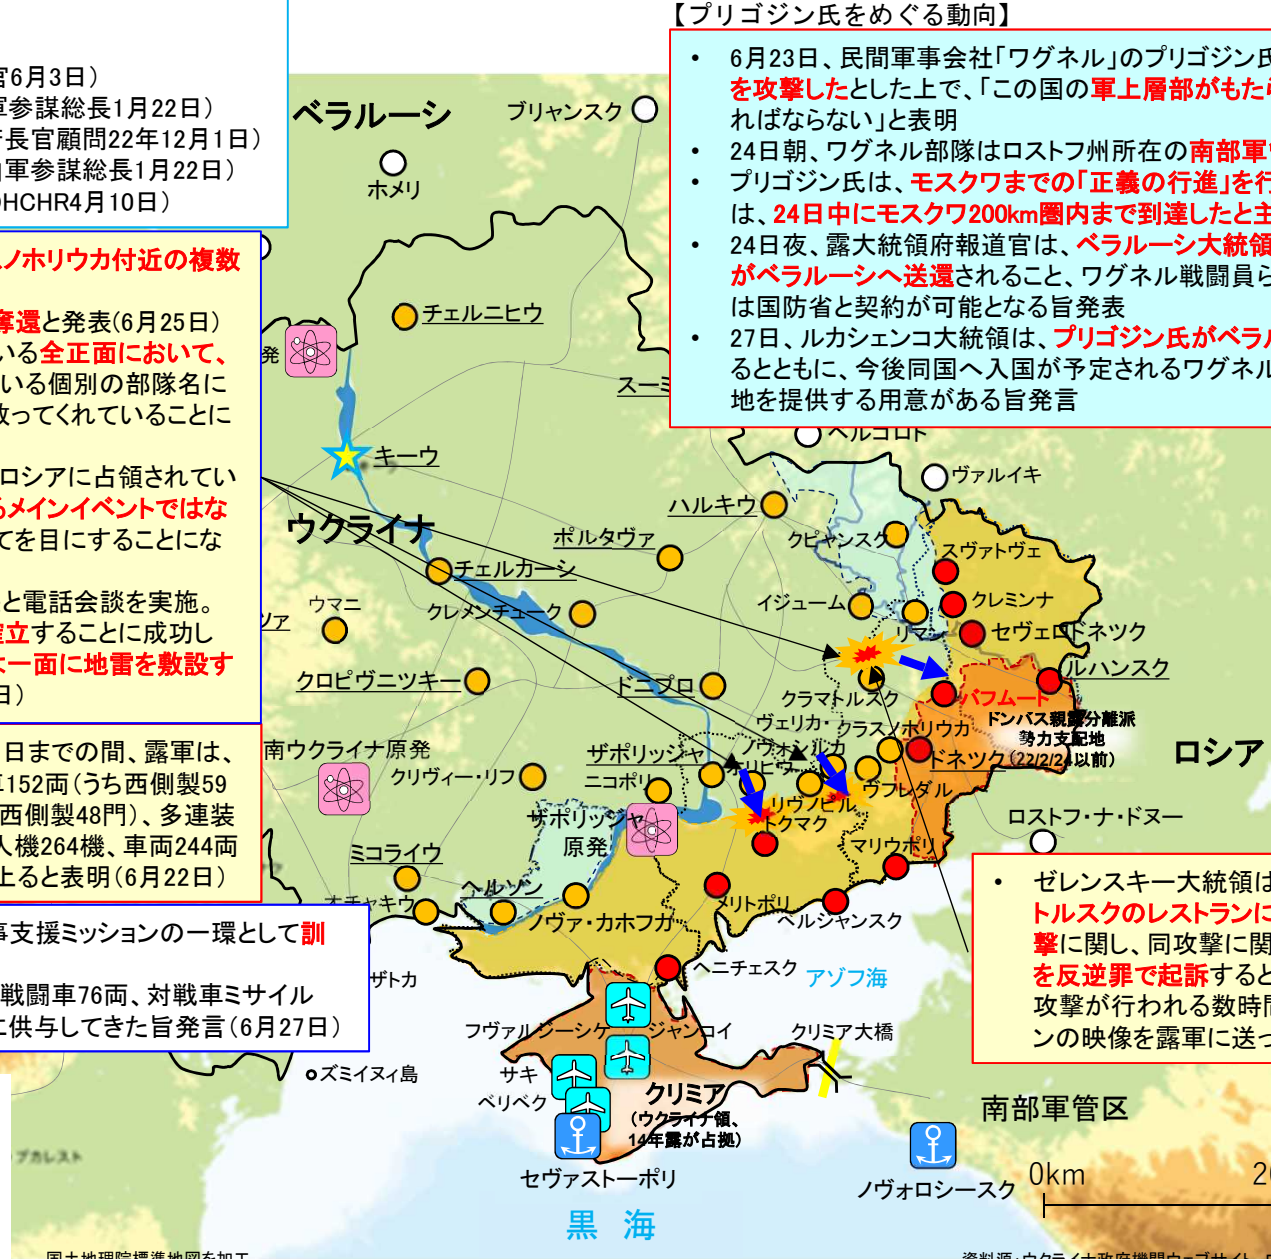 【プリゴジン氏をめぐる動向】
• 6月23日、民間軍事会社「ワグネル」のプリゴジン氏
を攻撃したとした上で、「この国の軍上層部がもたら
ればならない」と表明
• 24日朝、ワグネル部隊はロストフ州所在の南部軍管
• プリゴジン氏は、モスクワまでの「正義の行進」を行
は、24日中にモスクワ200km圏内まで到達したと主
• 24日夜、露大統領府報道官は、ベラルーシ大統領
がベラルーシへ送還されること、ワグネル戦闘員ら
は国防省と契約が可能となる旨発表
• 27日、ルカシェンコ大統領は、プリゴジン氏がベラル
るとともに、今後同国へ入国が予定されるワグネル
地を提供する用意がある旨発言
官6月3日）
軍参謀総長1月22日）
長官顧問22年12月1日）
軍参謀総長1月22日）
OHCHR4月10日）
ノホリウカ付近の複数
奪還と発表(6月25日）
いる全正面において、
いる個別の部隊名に
放ってくれていることに
ロシアに占領されてい
るメインイベントではな
てを目にすることにな
と電話会談を実施。
確立することに成功し
は一面に地雷を敷設す
日）
日までの間、露軍は、
車152両（うち西側製59
西側製48門）、多連装
人機264機、車両244両
上ると表明（6月22日）
事支援ミッションの一環として訓
戦闘車76両、対戦車ミサイル
に供与してきた旨発言（6月27日）
ベラルーシ
ブリャンスク
ホメリ
チェルニヒウ
発
スーミ
キーウ
ベルゴロド
ヴァルイキ
ハルキウ
ウクライナ
ポルタヴァ
クピャンスク
スヴァトヴェ
チェルカーシ
ウマニ
クレメンチューク
イジューム
クレミンナ
リマン
セヴェロドネツク
ツァ
クロピヴニツキー
ドニプロ
クラマトルスク
バフムート
ルハンスク
ヴェリカ・
ノヴォシルカ
クラスノホリウカ
ドンバス親露分離派
勢力支配地
（22/2/24以前）
ロシア
南ウクライナ原発
クリヴィー・リフ
ザポリッジャ
ニコポリ
オリヒウ
ドネツク
ヴフレダル
リヴノピル
トクマク
ザポリッジャ
原発
マリウポリ
ロストフ・ナ・ドヌー
ミコライウ
オチャキウ
ヘルソン
ノヴァ・カホフカ
メリトポリ
ベルジャンスク
ザトカ
ヘニチェスク
アゾフ海
フヴァルジーシケ
ジャンコイ
クリミア大橋
ズミイヌィ島
サキ
ベリベク
クリミア
（ウクライナ領、
14年露が占拠）
セヴァストーポリ
南部軍管区
ノヴォロシースク
黒 海
ブカレスト
0km
• ゼレンスキー大統領は
トルスクのレストランに
撃に関し、同攻撃に関
を反逆罪で起訴すると
攻撃が行われる数時間
ンの映像を露軍に送っ
国土地理院標準地図を加工
資料源：ウクライナ政府機関ウェブサイト